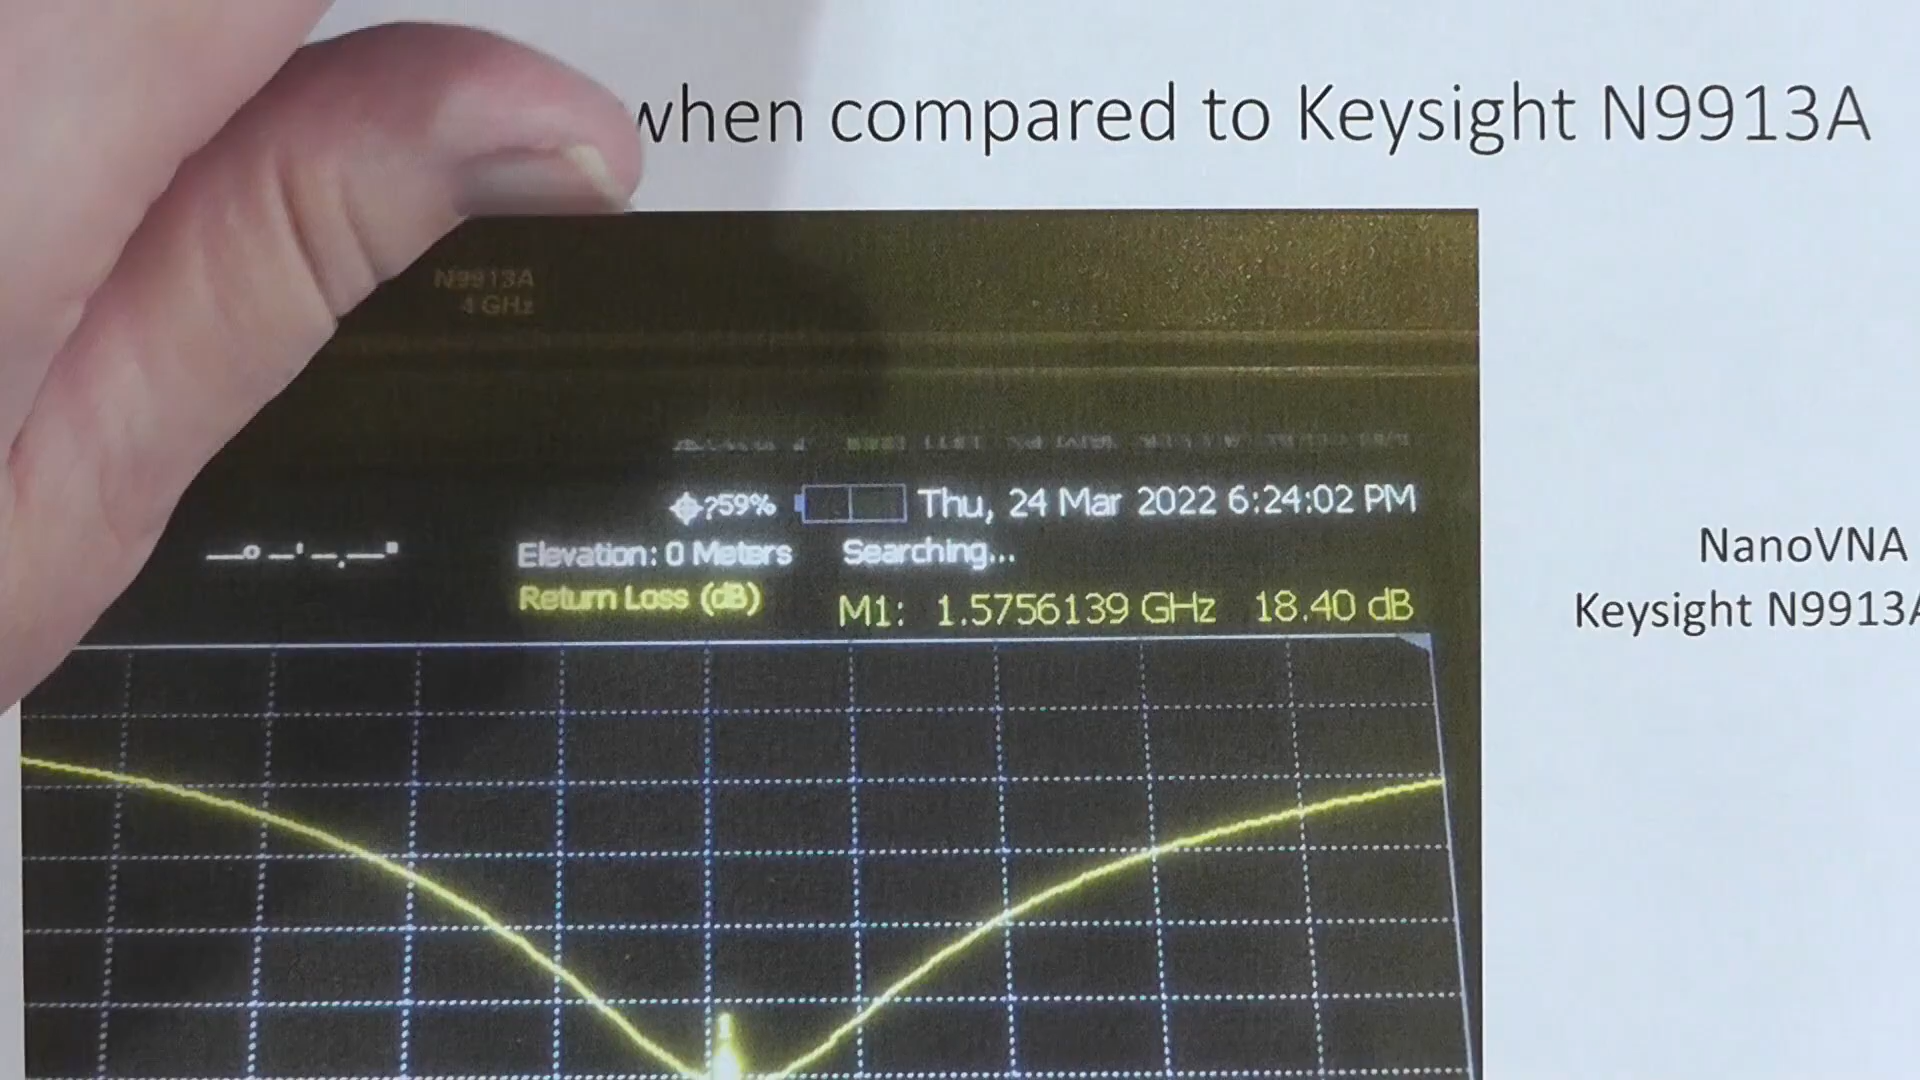 when compared to Keysight N9913A
N9913A
4 GHz
?59% Thu, 24 Mar 2022 6:24:02 PM
Elevation: 0 Meters Searching...
Return Loss (dB) M1: 1.5756139 GHz 18.40 dB
NanoVNA
Keysight N9913A